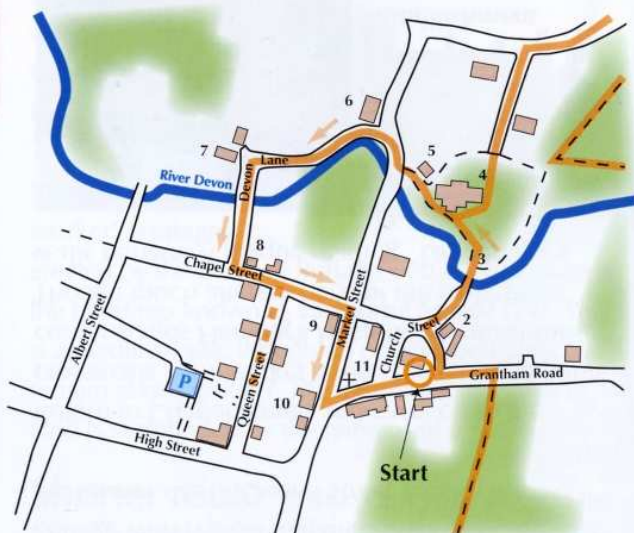 6
7
5
4
Lane
River Devon
Devon
3
8
Chapel Street
2
9
Market Street
Church Street
Albert Street
11
Grantham Road
P
Queen Street
10
High Street
Start